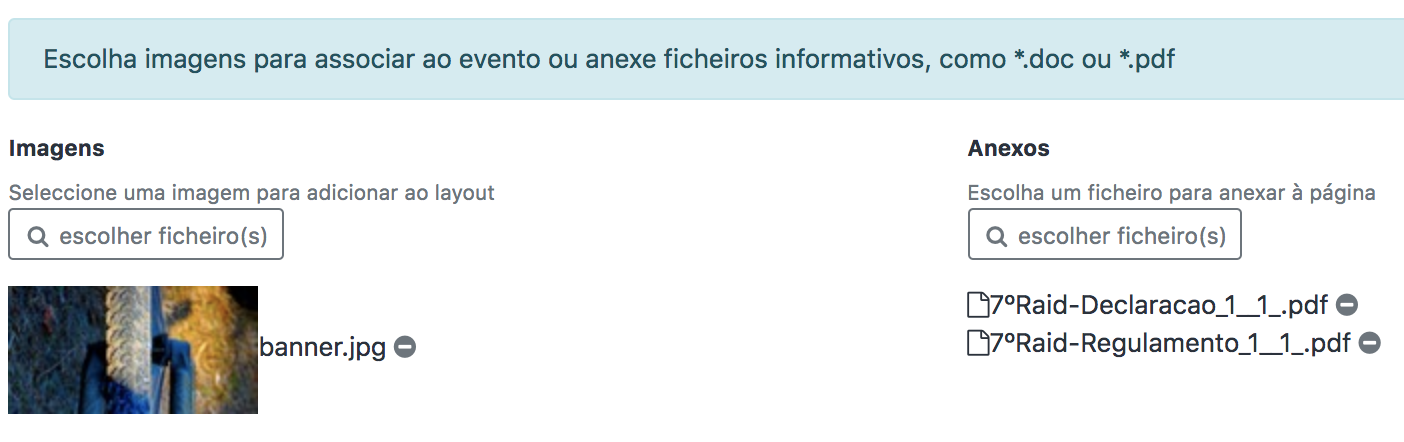 Escolha imagens para associar ao evento ou anexe ficheiros informativos, como *.doc ou *.pdf
Imagens
Seleccione uma imagem para adicionar ao layout
escolher ficheiro(s)
banner.jpg
Anexos
Escolha um ficheiro para anexar à página
escolher ficheiro(s)
7ºRaid-Declaracao_1__1_.pdf
7ºRaid-Regulamento_1__1_.pdf